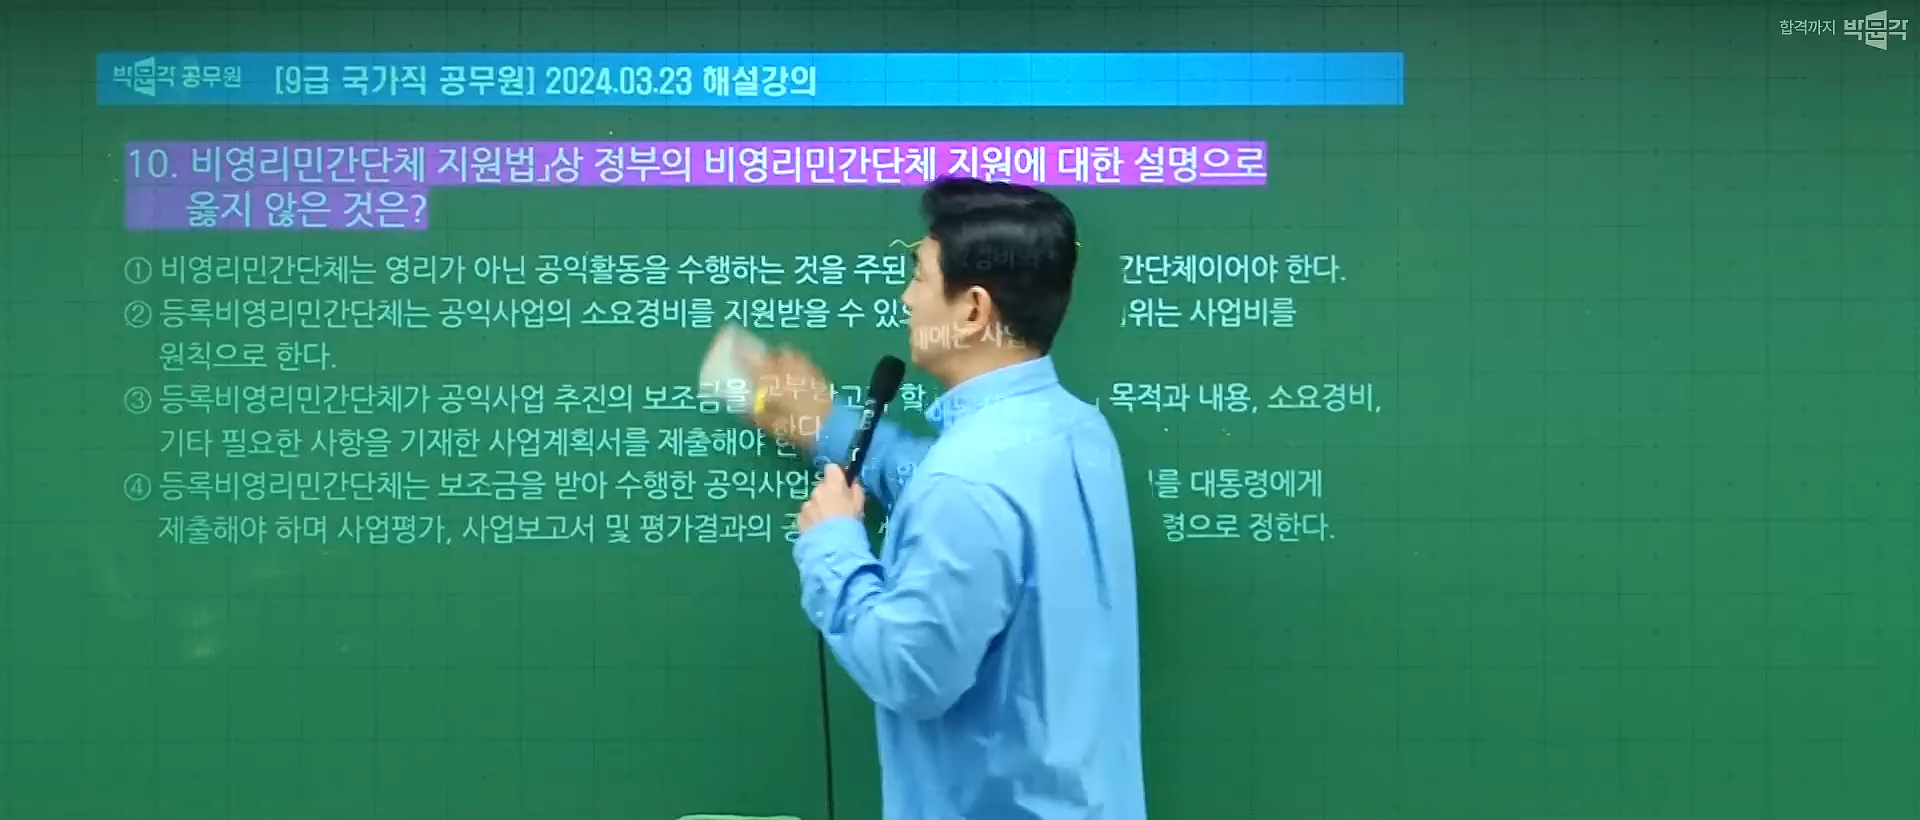 합격까지 박문각
박문각 공무원 [9급 국가직 공무원] 2024.03.23 해설강의
10. 비영리민간단체 지원법」상 정부의 비영리민간단체 지원에 대한 설명으로
옳지 않은 것은?
① 비영리민간단체는 영리가 아닌 공익활동을 수행하는 것을 주된 간단체이어야 한다.
② 등록비영리민간단체는 공익사업의 소요경비를 지원받을 수 있 위는 사업비를
원칙으로 한다.
③ 등록비영리민간단체가 공익사업 추진의 보조금을 교부받고자 할 목적과 내용, 소요경비,
기타 필요한 사항을 기재한 사업계획서를 제출해야 한다.
④ 등록비영리민간단체는 보조금을 받아 수행한 공익사업을 를 대통령에게
제출해야 하며 사업평가, 사업보고서 및 평가결과의 공 령으로 정한다.